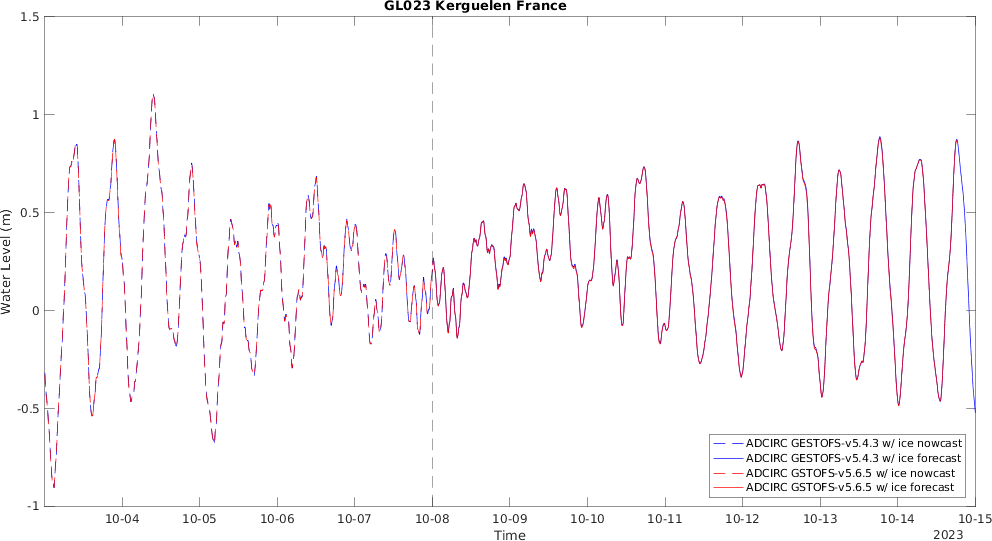 GL023 Kerguelen France
1.5
1
0.5
0
-0.5
-1
Water Level (m)
ADCIRC GESTOFS-v5.4.3 w/ ice nowcast
ADCIRC GESTOFS-v5.4.3 w/ ice forecast
ADCIRC GSTOFS-v5.6.5 w/ ice nowcast
ADCIRC GSTOFS-v5.6.5 w/ ice forecast
10-04 10-05 10-06 10-07 10-08 10-09 10-10 10-11 10-12 10-13 10-14 10-15
Time
2023